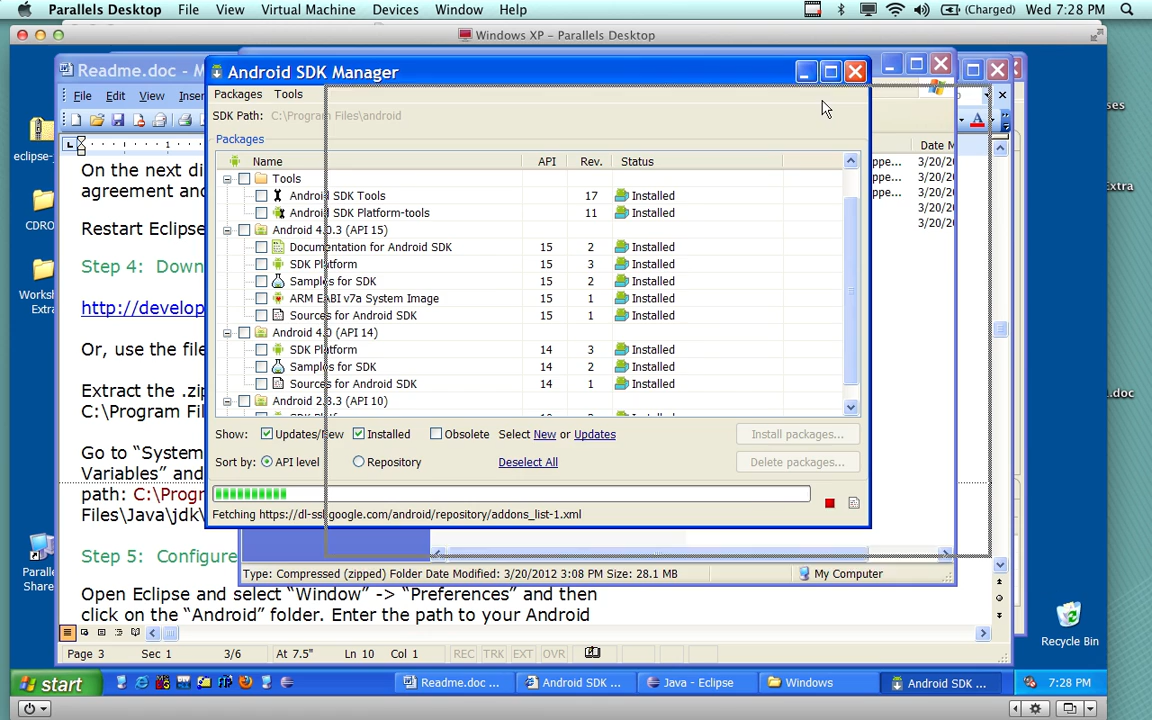 Parallels Desktop File View Virtual Machine Devices Window Help (Charged) Wed 7:28 PM
Windows XP - Parallels Desktop
Readme.doc - M
Android SDK Manager
File Edit View Inser
Packages Tools
SDK Path: C:\Program Files\android
Packages
Name API Rev. Status
Date M
Tools
Android SDK Tools 17 Installed
Android SDK Platform-tools 11 Installed
Android 4.0.3 (API 15)
Documentation for Android SDK 15 2 Installed
SDK Platform 15 3 Installed
Samples for SDK 15 2 Installed
ARM EABI v7a System Image 15 1 Installed
Sources for Android SDK 15 1 Installed
Android 4.0 (API 14)
SDK Platform 14 3 Installed
Samples for SDK 14 2 Installed
Sources for Android SDK 14 1 Installed
Android 2.3.3 (API 10)
Show: Updates/New Installed Obsolete Select New or Updates
Install packages...
Sort by: API level Repository Deselect All
Delete packages...
Fetching https://dl-ssl.google.com/android/repository/addons_list-1.xml
ppe... 3/20/20
ppe... 3/20/20
ppe... 3/20/20
3/20/20
3/20/20
eclipse-j
CDRO
Works
Extra
Paralle
Share
On the next di
agreement and
Restart Eclipse
Step 4: Down
http://develop
Or, use the file
Extract the .zip
C:\Program Fil
Go to “System
Variables” and
path: C:\Progr
Files\Java\jdk\
Step 5: Configure
Open Eclipse and select “Window” -> “Preferences” and then
click on the “Android” folder. Enter the path to your Android
Type: Compressed (zipped) Folder Date Modified: 3/20/2012 3:08 PM Size: 28.1 MB My Computer
Page 3 Sec 1 3/6 At 7.5" Ln 10 Col 1 REC TRK EXT OVR
ses
Extra
1.doc
Recycle Bin
start Readme.doc ... Android SDK ... Java - Eclipse Windows Android SDK ... 7:28 PM